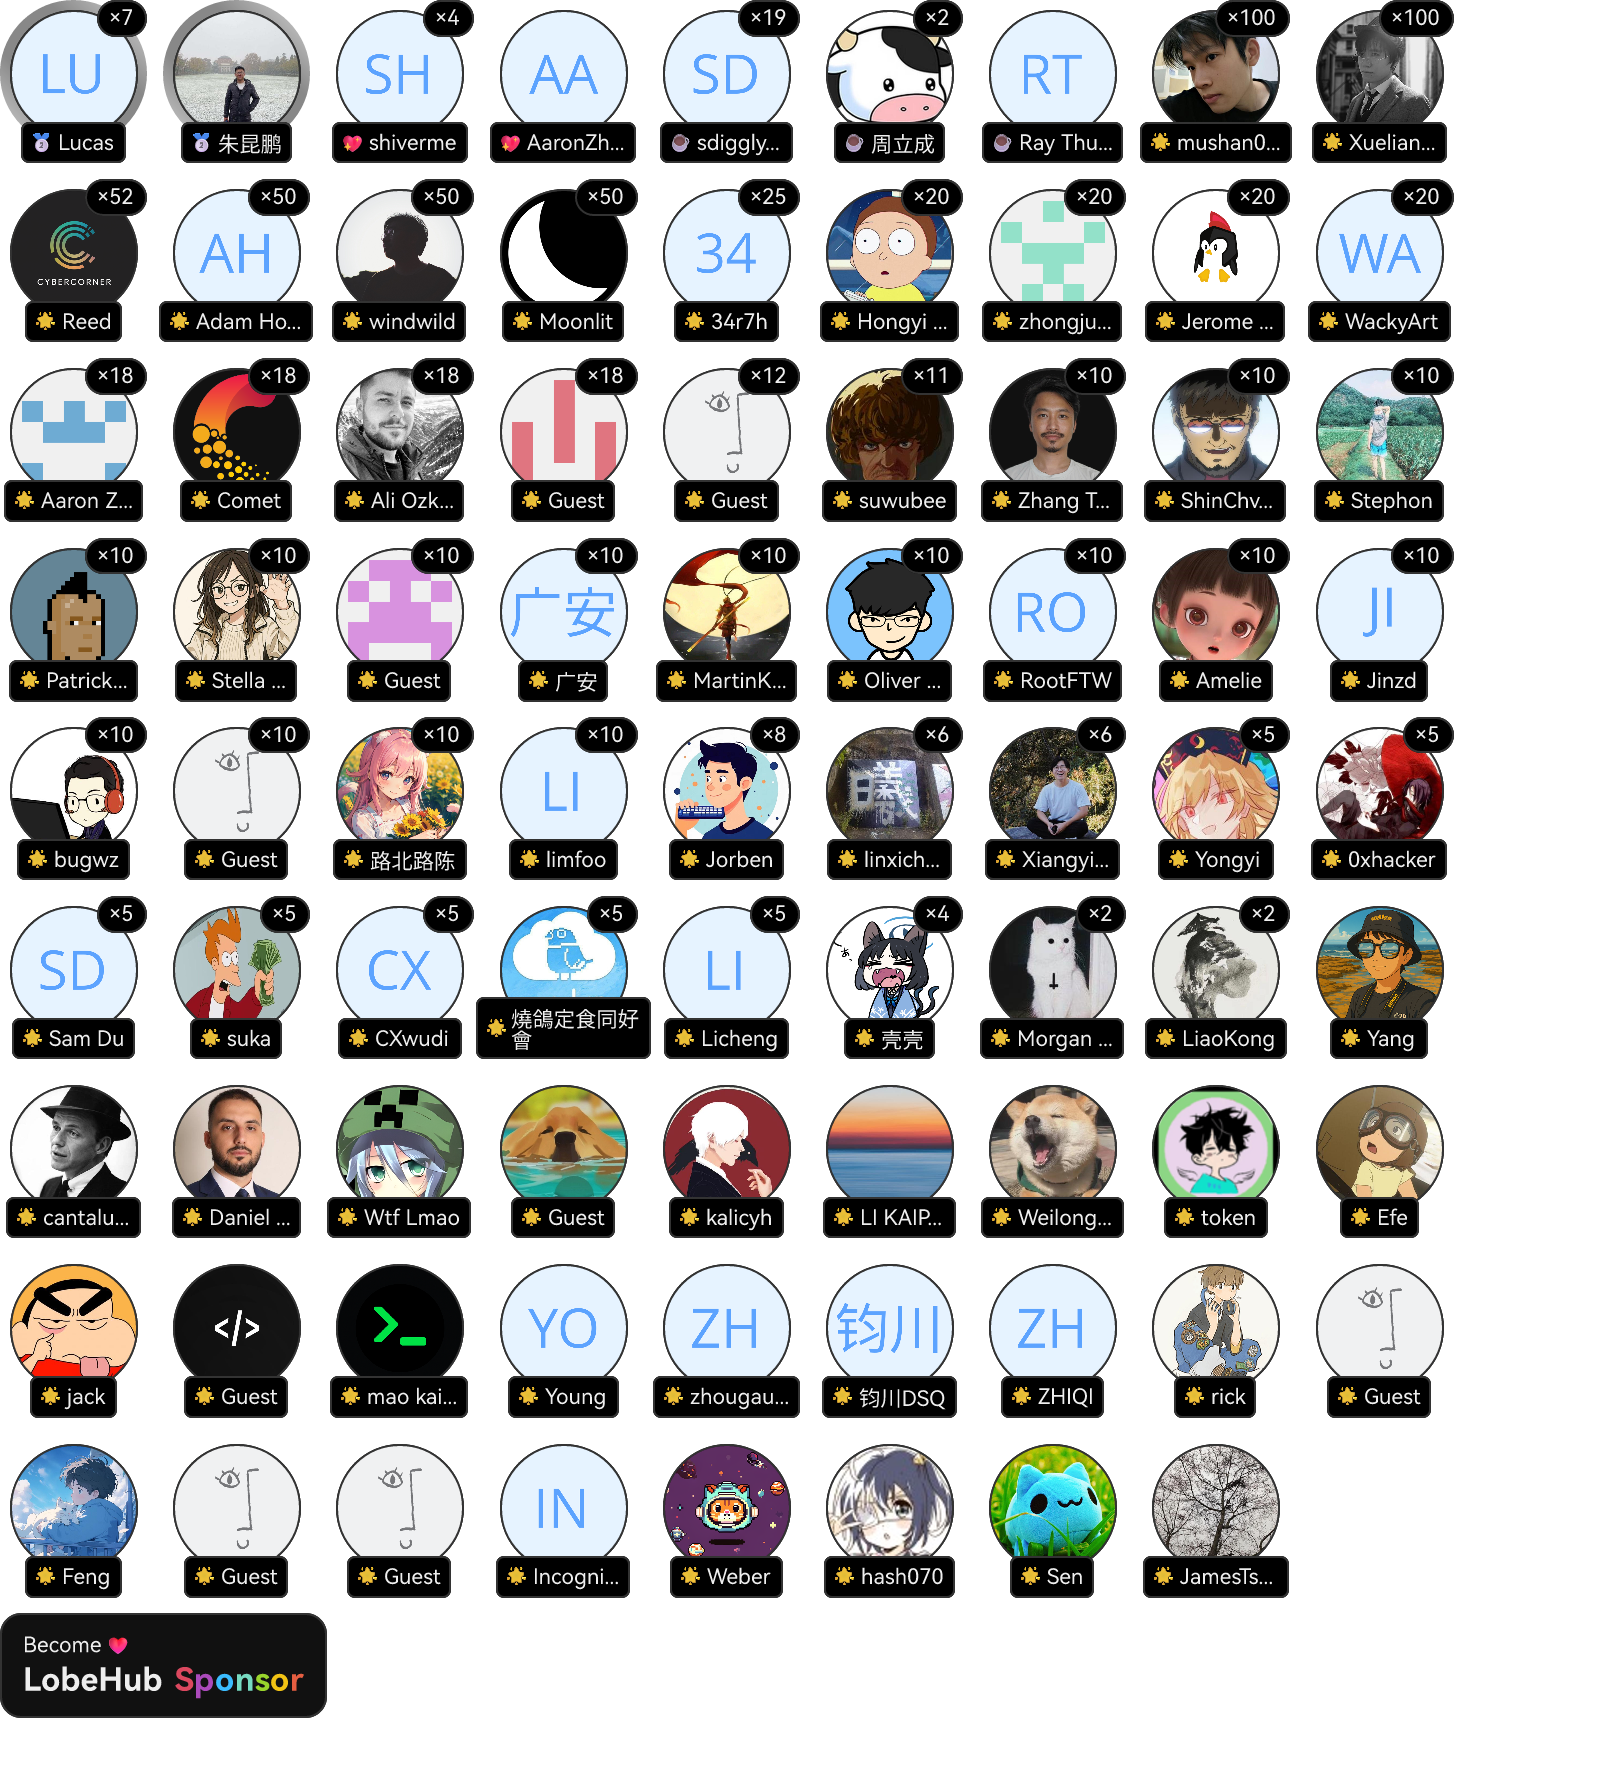 LU
×7
Lucas
朱昆鹏
SH
×4
shiverme
AA
AaronZh...
SD
×19
sdiggly...
×2
周立成
RT
Ray Thu...
×100
mushan0...
×100
Xuelian...
CYBERCORNER
×52
Reed
AH
×50
Adam Ho...
×50
windwild
×50
Moonlit
34
×25
34r7h
×20
Hongyi ...
×20
zhongju...
×20
Jerome ...
WA
×20
WackyArt
×18
Aaron Z...
×18
Comet
×18
Ali Ozk...
×18
Guest
×12
Guest
×11
suwubee
×10
Zhang T...
×10
ShinChv...
×10
Stephon
×10
Patrick...
×10
Stella ...
×10
Guest
广安
×10
广安
×10
MartinK...
×10
Oliver ...
RO
×10
RootFTW
×10
Amelie
JI
×10
Jinzd
×10
bugwz
×10
Guest
×10
路北路陈
LI
×10
limfoo
×8
Jorben
×6
linxich...
×6
Xiangyi...
×5
Yongyi
×5
0xhacker
SD
×5
Sam Du
×5
suka
CX
×5
CXwudi
×5
燒鴿定食同好
會
LI
×5
Licheng
×4
壳壳
×2
Morgan ...
×2
LiaoKong
Yang
cantalu...
Daniel ...
Wtf Lmao
Guest
kalicyh
LI KAIP...
Weilong...
token
Efe
jack
</>
Guest
>_
mao kai...
YO
Young
ZH
zhougau...
钧川
钧川DSQ
ZH
ZHIQI
rick
Guest
Feng
Guest
Guest
IN
Incogni...
Weber
hash070
Sen
JamesTs...
Become
LobeHub Sponsor